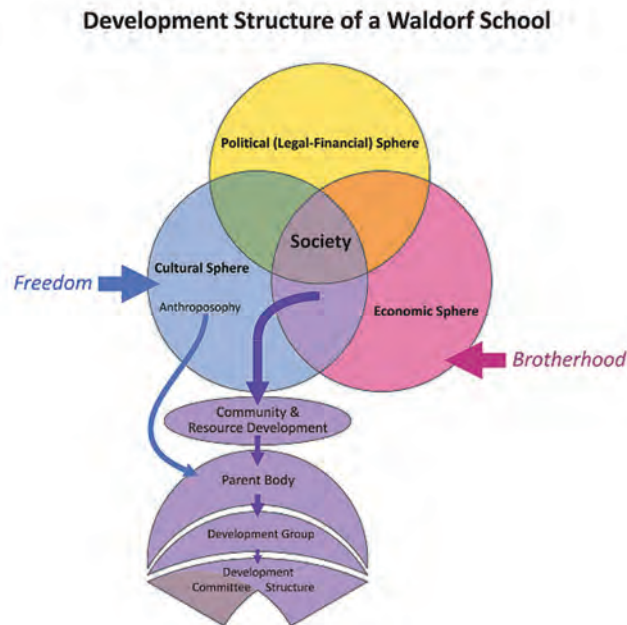 Development Structure of a Waldorf School
Political (Legal-Financial) Sphere
Society
Cultural Sphere
Freedom
Anthroposophy
Economic Sphere
Brotherhood
Community &
Resource Development
Parent Body
Development Group
Development
Committee Structure